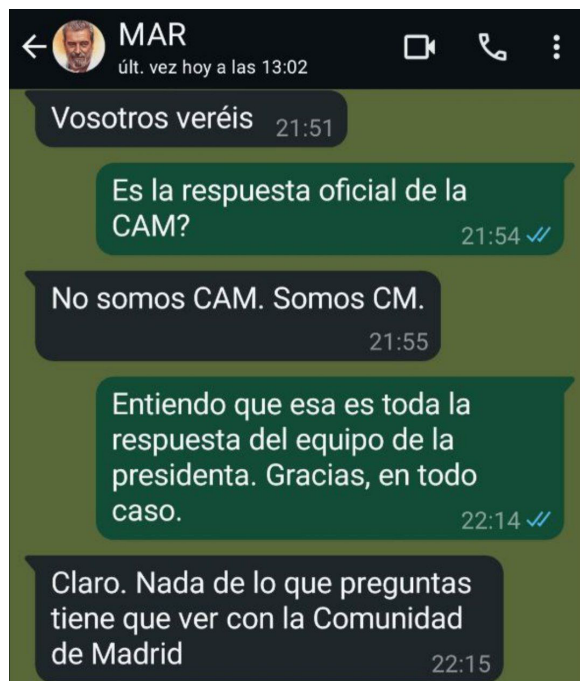 MAR
últ. vez hoy a las 13:02
Vosotros veréis 21:51
Es la respuesta oficial de la
CAM? 21:54
No somos CAM. Somos CM.
21:55
Entiendo que esa es toda la
respuesta del equipo de la
presidenta. Gracias, en todo
caso. 22:14
Claro. Nada de lo que preguntas
tiene que ver con la Comunidad
de Madrid 22:15